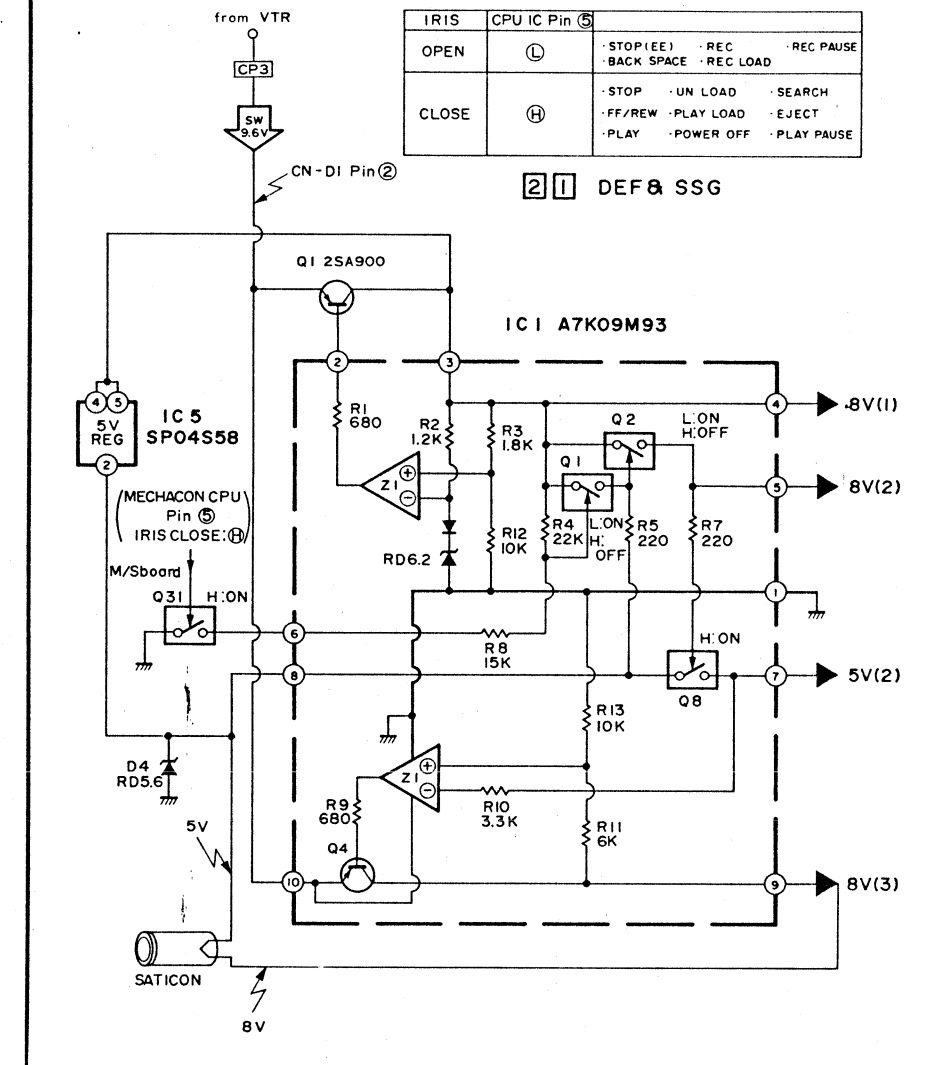 from VTR
CP3
SW
9.6V
CN-D1 Pin②
IRIS CPU IC Pin ⑤
OPEN Ⓛ ·STOP(EE) ·REC ·REC PAUSE
·BACK SPACE ·REC LOAD
CLOSE Ⓗ ·STOP ·UN LOAD ·SEARCH
·FF/REW ·PLAY LOAD ·EJECT
·PLAY ·POWER OFF ·PLAY PAUSE
2 1 DEF & SSG
Q1 2SA900
IC1 A7K09M93
2
3
4 5
5V
REG
2
IC5
SP04S58
R1
680
R2
1.2K
R3
1.8K
Z1
+
−
RD6.2
R12
10K
Q1
L:ON
H:
OFF
Q2
L:ON
H:OFF
R4
22K
R5
220
R7
220
4
8V(1)
5
8V(2)
1
(MECHACON CPU
Pin ⑤
IRIS CLOSE:Ⓗ)
M/Sboard
Q31 H:ON
6
R8
15K
8
H:ON
Q8
7
5V(2)
D4
RD5.6
R13
10K
Z1
+
−
R10
3.3K
R9
680
R11
6K
Q4
10
9
8V(3)
5V
SATICON
8V